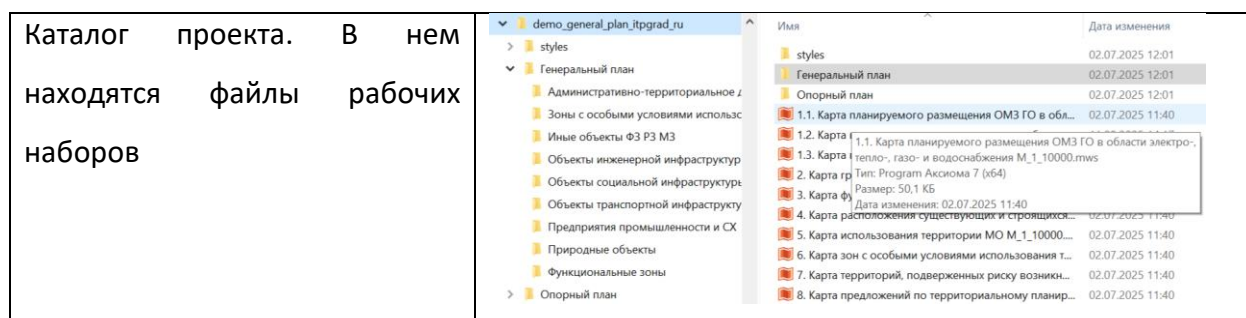 Каталог проекта. В нем
находятся файлы рабочих
наборов
demo_general_plan_itpgrad_ru
styles
Генеральный план
Административно-территориальное
Зоны с особыми условиями использс
Иные объекты ФЗ РЗ МЗ
Объекты инженерной инфраструктур
Объекты социальной инфраструктуры
Объекты транспортной инфраструкту
Предприятия промышленности и СХ
Природные объекты
Функциональные зоны
Опорный план
Имя Дата изменения
styles 02.07.2025 12:01
Генеральный план 02.07.2025 12:01
Опорный план 02.07.2025 12:01
1.1. Карта планируемого размещения ОМЗ ГО в обл... 02.07.2025 11:40
1.2. Карта
1.3. Карта
2. Карта гр
3. Карта фу
1.1. Карта планируемого размещения ОМЗ ГО в области электро-,
тепло-, газо- и водоснабжения М_1_10000.mws
Тип: Program Аксиома 7 (x64)
Размер: 50,1 КБ
Дата изменения: 02.07.2025 11:40
4. Карта расположения существующих и строящихся... 02.07.2025 11:40
5. Карта использования территории МО М_1_10000.... 02.07.2025 11:40
6. Карта зон с особыми условиями использования т... 02.07.2025 11:40
7. Карта территорий, подверженных риску возникн... 02.07.2025 11:40
8. Карта предложений по территориальному планир... 02.07.2025 11:40